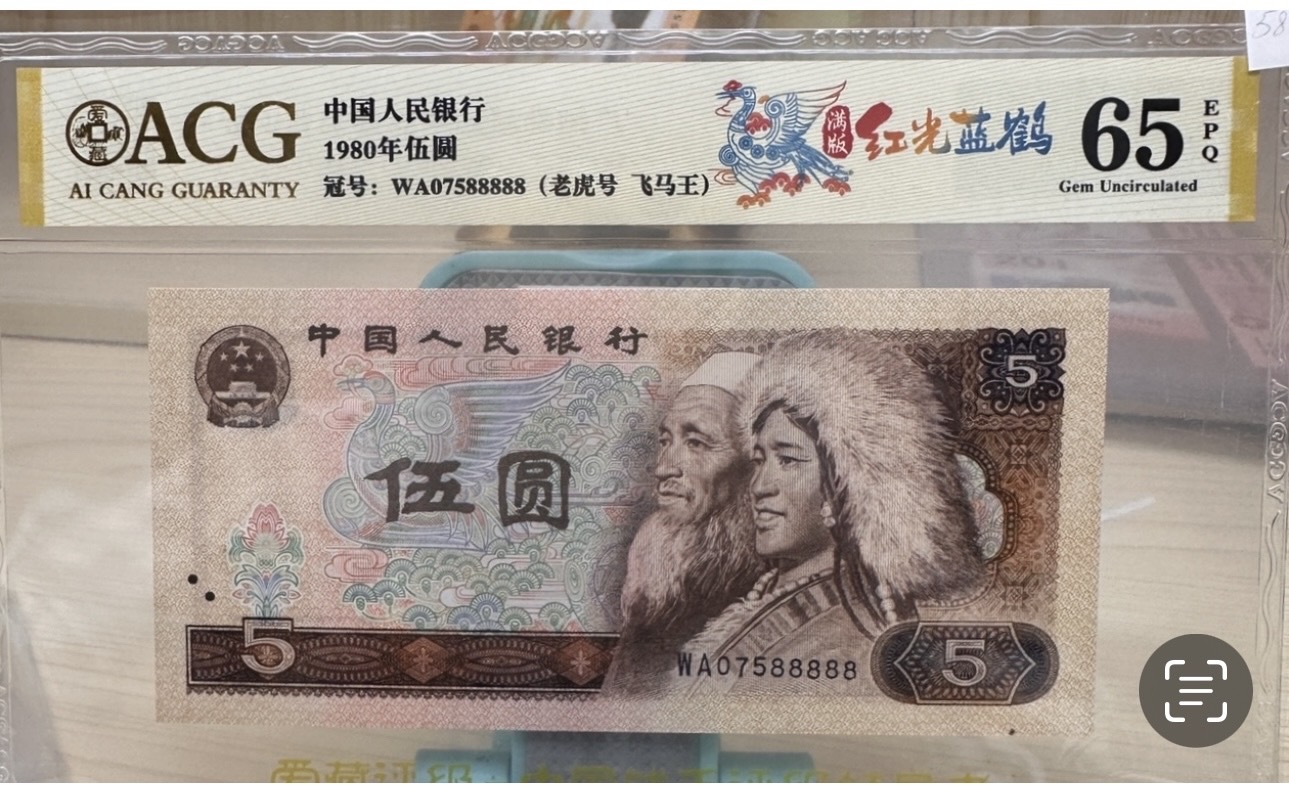 ACG
AI CANG GUARANTY
中国人民银行
1980年伍圆
冠号：WA07588888（老虎号 飞马王）
满版
红光蓝鹤
65
EPQ
Gem Uncirculated
58
中国人民银行
5
伍圆
5
WA07588888
5